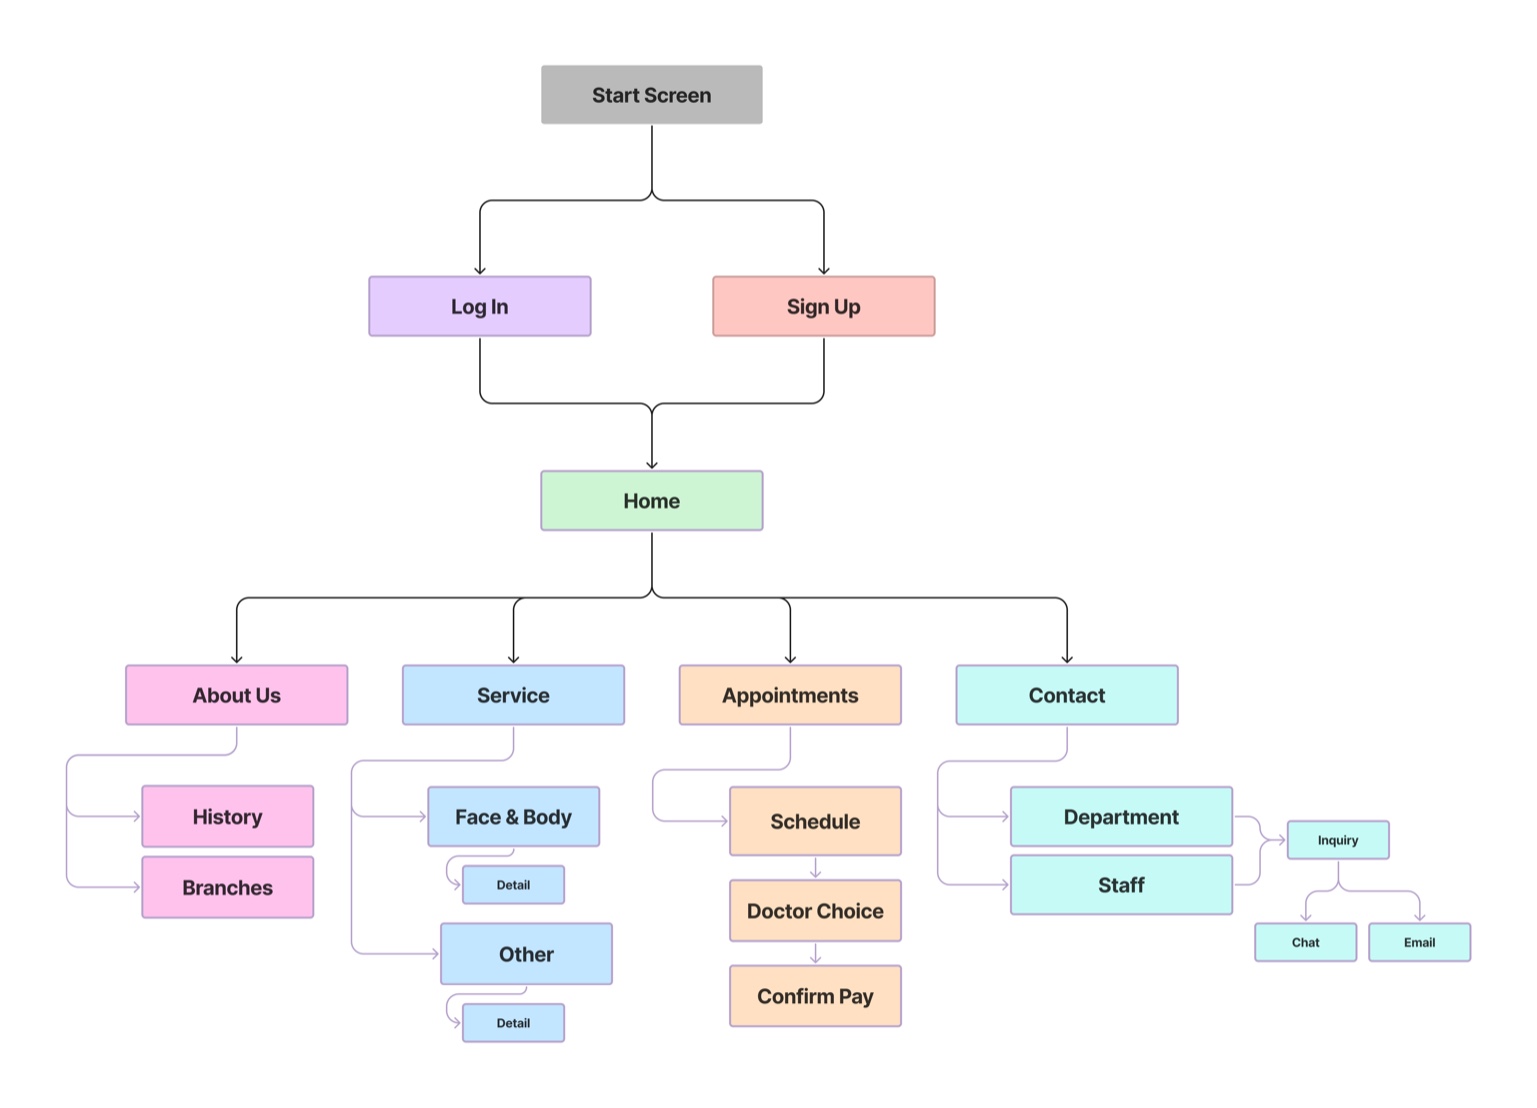 Start Screen
Log In
Sign Up
Home
About Us
Service
Appointments
Contact
History
Branches
Face & Body
Detail
Other
Detail
Schedule
Doctor Choice
Confirm Pay
Department
Staff
Inquiry
Chat
Email